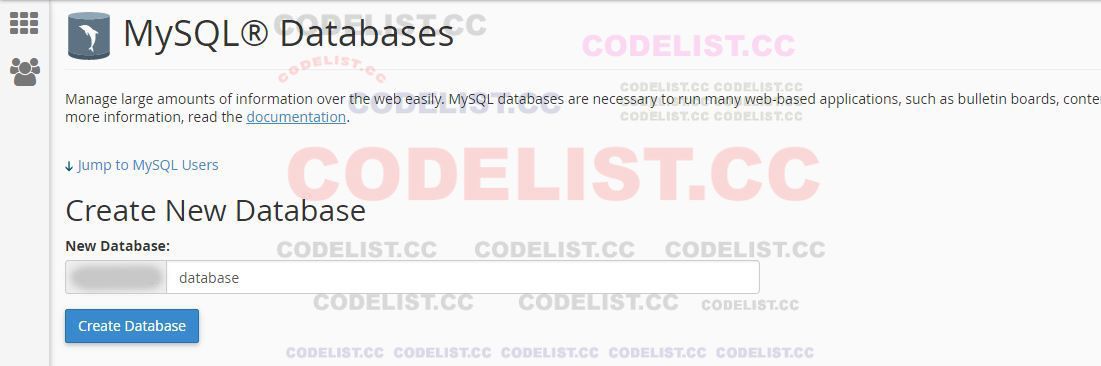 MySQL® Databases
CODELIST.CC
CODELIST.CC
CODELIST.CC
CODELIST.CC
CODELIST.CC CODELIST.CC
Manage large amounts of information over the web easily. MySQL databases are necessary to run many web-based applications, such as bulletin boards, conte
CODELIST.CC CODELIST.CC
more information, read the documentation.
Jump to MySQL Users
CODELIST.CC
Create New Database
New Database:
CODELIST.CC CODELIST.CC CODELIST.CC
database
CODELIST.CC CODELIST.CC CODELIST.CC
Create Database
CODELIST.CC CODELIST.CC CODELIST.CC CODELIST.CC CODELIST.CC